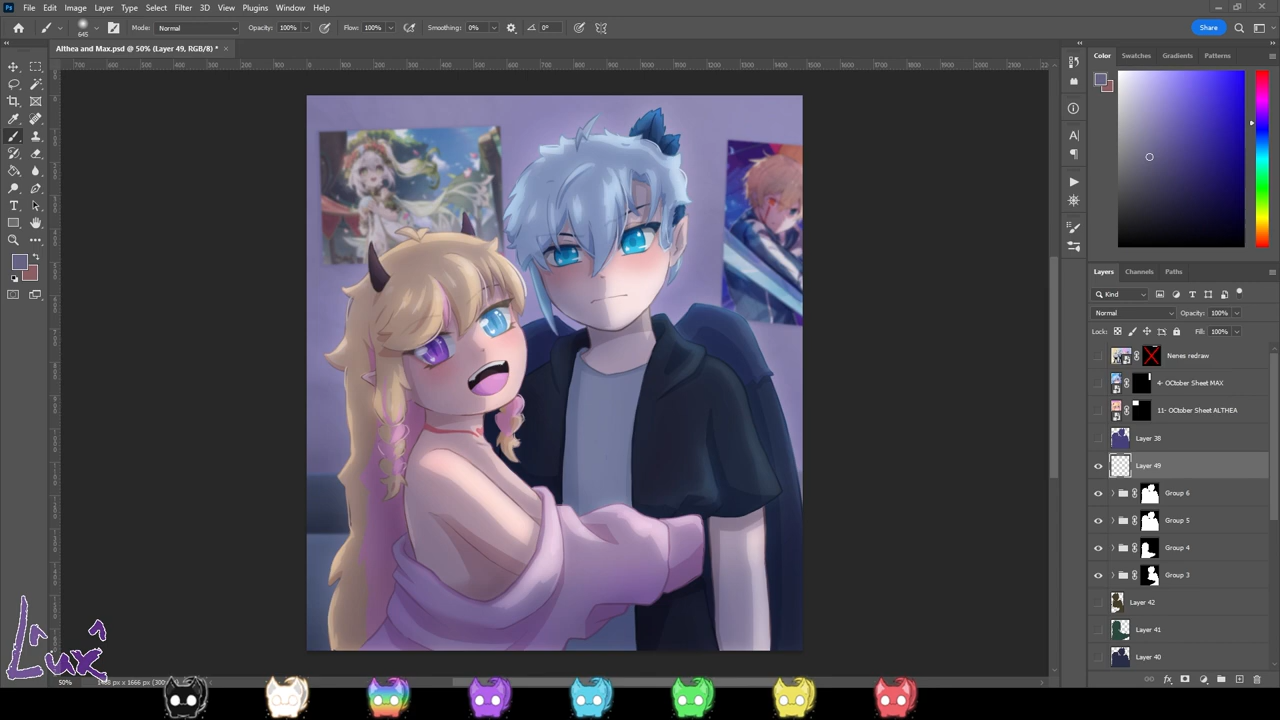 File Edit Image Layer Type Select Filter 3D View Plugins Window Help
645 Mode: Normal Opacity: 100% Flow: 100% Smoothing: 0% 0° Share
Althea and Max.psd @ 50% (Layer 49, RGB/8) * ×
Color Swatches Gradients Patterns
Layers Channels Paths
Kind
Normal Opacity: 100%
Lock: Fill: 100%
Nenes redraw
4- OCtober Sheet MAX
11- OCtober Sheet ALTHEA
Layer 38
Layer 49
Group 6
Group 5
Group 4
Group 3
Layer 42
Layer 41
Layer 40
Lux
50%